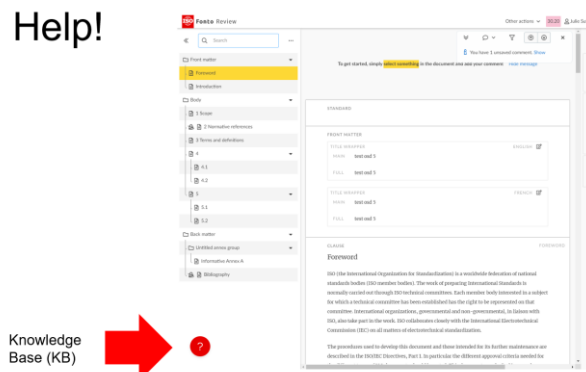 Help!
ISO Fonto Review
Other actions
Search
You have 1 unsaved comment. Show
To get started, simply select something in the document and add your comment.
Hide message
Front matter
Foreword
Introduction
Body
1 Scope
2 Normative references
3 Terms and definitions
4
4.1
4.2
5
5.1
5.2
Back matter
Untitled annex group
Informative Annex A
Bibliography
STANDARD
FRONT MATTER
TITLE WRAPPER ENGLISH
MAIN test ond 5
FULL test ond 5
TITLE WRAPPER FRENCH
MAIN test ond 5
FULL test ond 5
CLAUSE FOREWORD
Foreword
ISO (the International Organization for Standardization) is a worldwide federation of national
standards bodies (ISO member bodies). The work of preparing International Standards is
normally carried out through ISO technical committees. Each member body interested in a subject
for which a technical committee has been established has the right to be represented on that
committee. International organizations, governmental and non-governmental, in liaison with
ISO, also take part in the work. ISO collaborates closely with the International Electrotechnical
Commission (IEC) on all matters of electrotechnical standardization.
The procedures used to develop this document and those intended for its further maintenance are
described in the ISO/IEC Directives, Part 1. In particular the different approval criteria needed for
Knowledge
Base (KB)
?